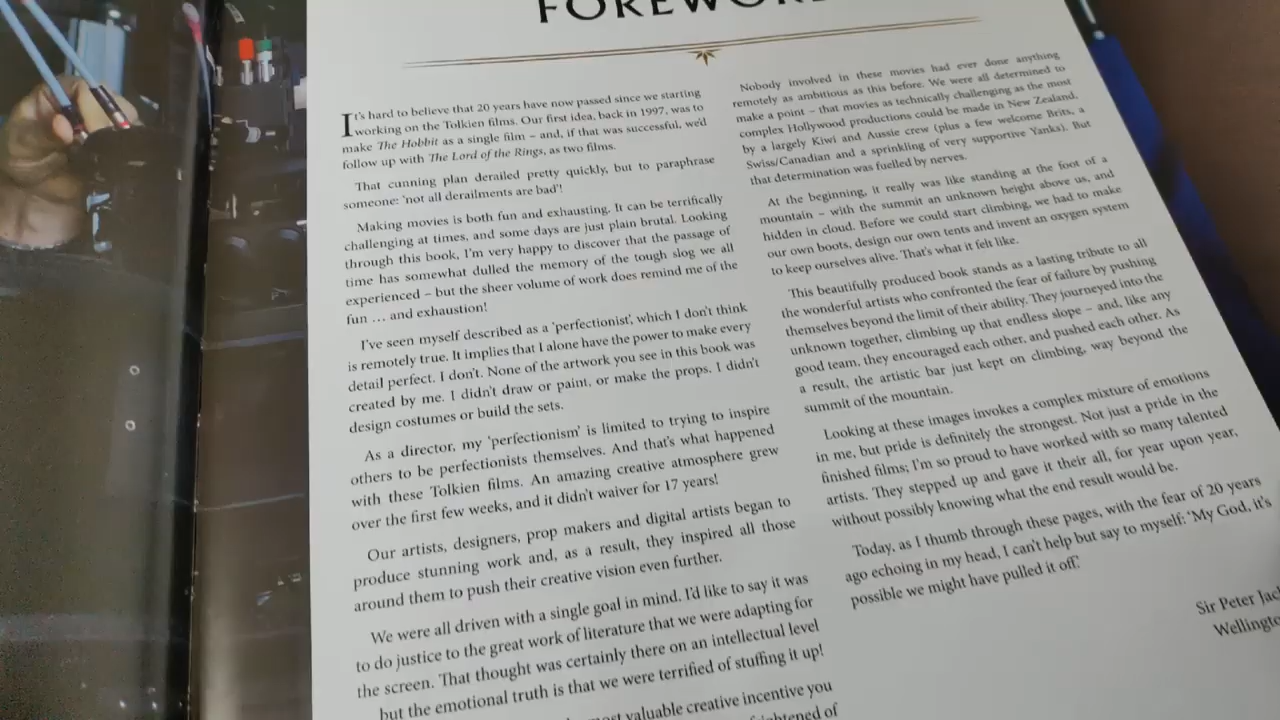 FOREWORD
It's hard to believe that 20 years have now passed since we starting
working on the Tolkien films. Our first idea, back in 1997, was to
make The Hobbit as a single film – and, if that was successful, we'd
follow up with The Lord of the Rings, as two films.
That cunning plan derailed pretty quickly, but to paraphrase
someone: 'not all derailments are bad'!
Making movies is both fun and exhausting. It can be terrifically
challenging at times, and some days are just plain brutal. Looking
through this book, I'm very happy to discover that the passage of
time has somewhat dulled the memory of the tough slog we all
experienced – but the sheer volume of work does remind me of the
fun … and exhaustion!
I've seen myself described as a 'perfectionist', which I don't think
is remotely true. It implies that I alone have the power to make every
detail perfect. I don't. None of the artwork you see in this book was
created by me. I didn't draw or paint, or make the props. I didn't
design costumes or build the sets.
As a director, my 'perfectionism' is limited to trying to inspire
others to be perfectionists themselves. And that's what happened
with these Tolkien films. An amazing creative atmosphere grew
over the first few weeks, and it didn't waiver for 17 years!
Our artists, designers, prop makers and digital artists began to
produce stunning work and, as a result, they inspired all those
around them to push their creative vision even further.
We were all driven with a single goal in mind. I'd like to say it was
to do justice to the great work of literature that we were adapting for
the screen. That thought was certainly there on an intellectual level
but the emotional truth is that we were terrified of stuffing it up!
most valuable creative incentive you
frightened of
Nobody involved in these movies had ever done anything
remotely as ambitious as this before. We were all determined to
make a point – that movies as technically challenging as the most
complex Hollywood productions could be made in New Zealand,
by a largely Kiwi and Aussie crew (plus a few welcome Brits, a
Swiss/Canadian and a sprinkling of very supportive Yanks). But
that determination was fuelled by nerves.
At the beginning, it really was like standing at the foot of a
mountain – with the summit an unknown height above us, and
hidden in cloud. Before we could start climbing, we had to make
our own boots, design our own tents and invent an oxygen system
to keep ourselves alive. That's what it felt like.
This beautifully produced book stands as a lasting tribute to all
the wonderful artists who confronted the fear of failure by pushing
themselves beyond the limit of their ability. They journeyed into the
unknown together, climbing up that endless slope – and, like any
good team, they encouraged each other, and pushed each other. As
a result, the artistic bar just kept on climbing, way beyond the
summit of the mountain.
Looking at these images invokes a complex mixture of emotions
in me, but pride is definitely the strongest. Not just a pride in the
finished films; I'm so proud to have worked with so many talented
artists. They stepped up and gave it their all, for year upon year,
without possibly knowing what the end result would be.
Today, as I thumb through these pages, with the fear of 20 years
ago echoing in my head, I can't help but say to myself: 'My God, it's
possible we might have pulled it off'.
Sir Peter Jac
Wellingto